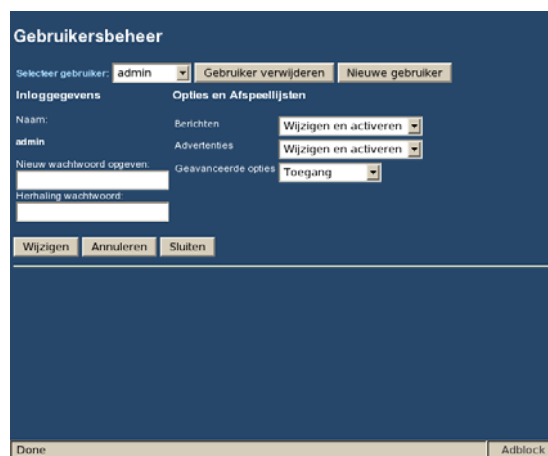 Gebruikersbeheer
Selecteer gebruiker: admin Gebruiker verwijderen Nieuwe gebruiker
Inloggegevens Opties en Afspeellijsten
Naam:
Berichten Wijzigen en activeren
admin
Advertenties Wijzigen en activeren
Nieuw wachtwoord opgeven:
Geavanceerde opties Toegang
Herhaling wachtwoord:
Wijzigen Annuleren Sluiten
Done Adblock